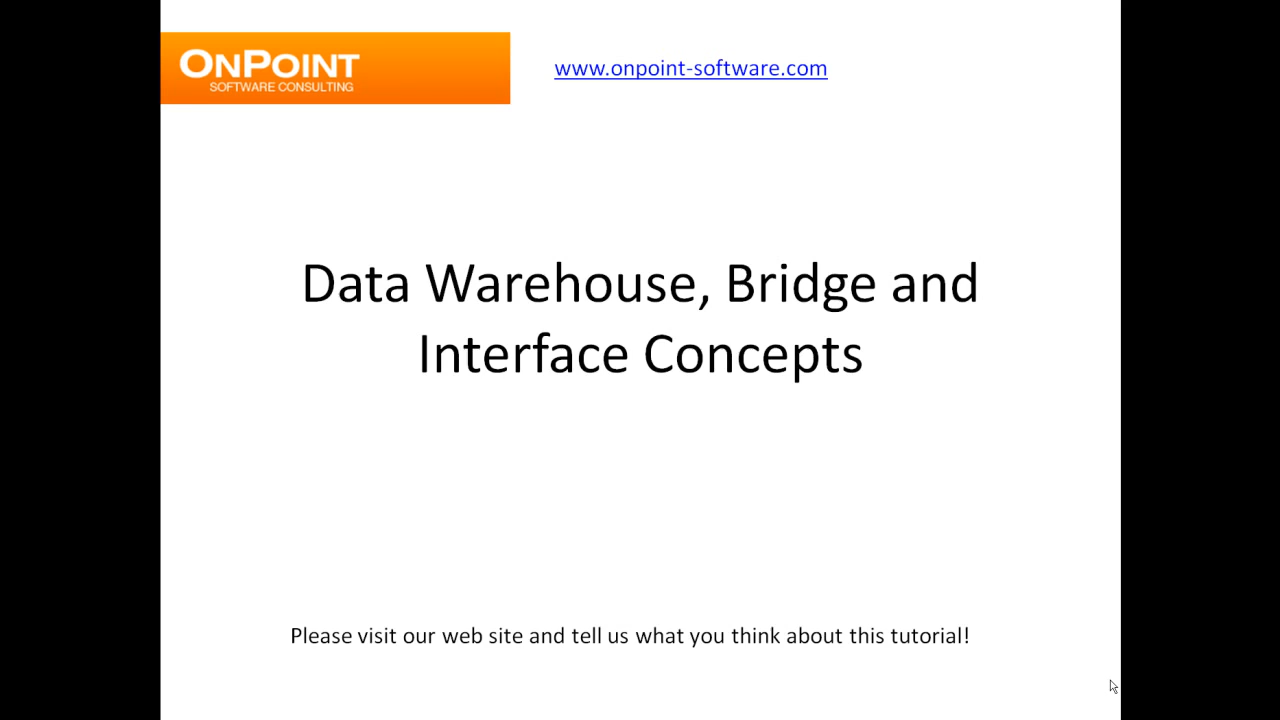 ONPOINT
SOFTWARE CONSULTING
www.onpoint-software.com
Data Warehouse, Bridge and
Interface Concepts
Please visit our web site and tell us what you think about this tutorial!